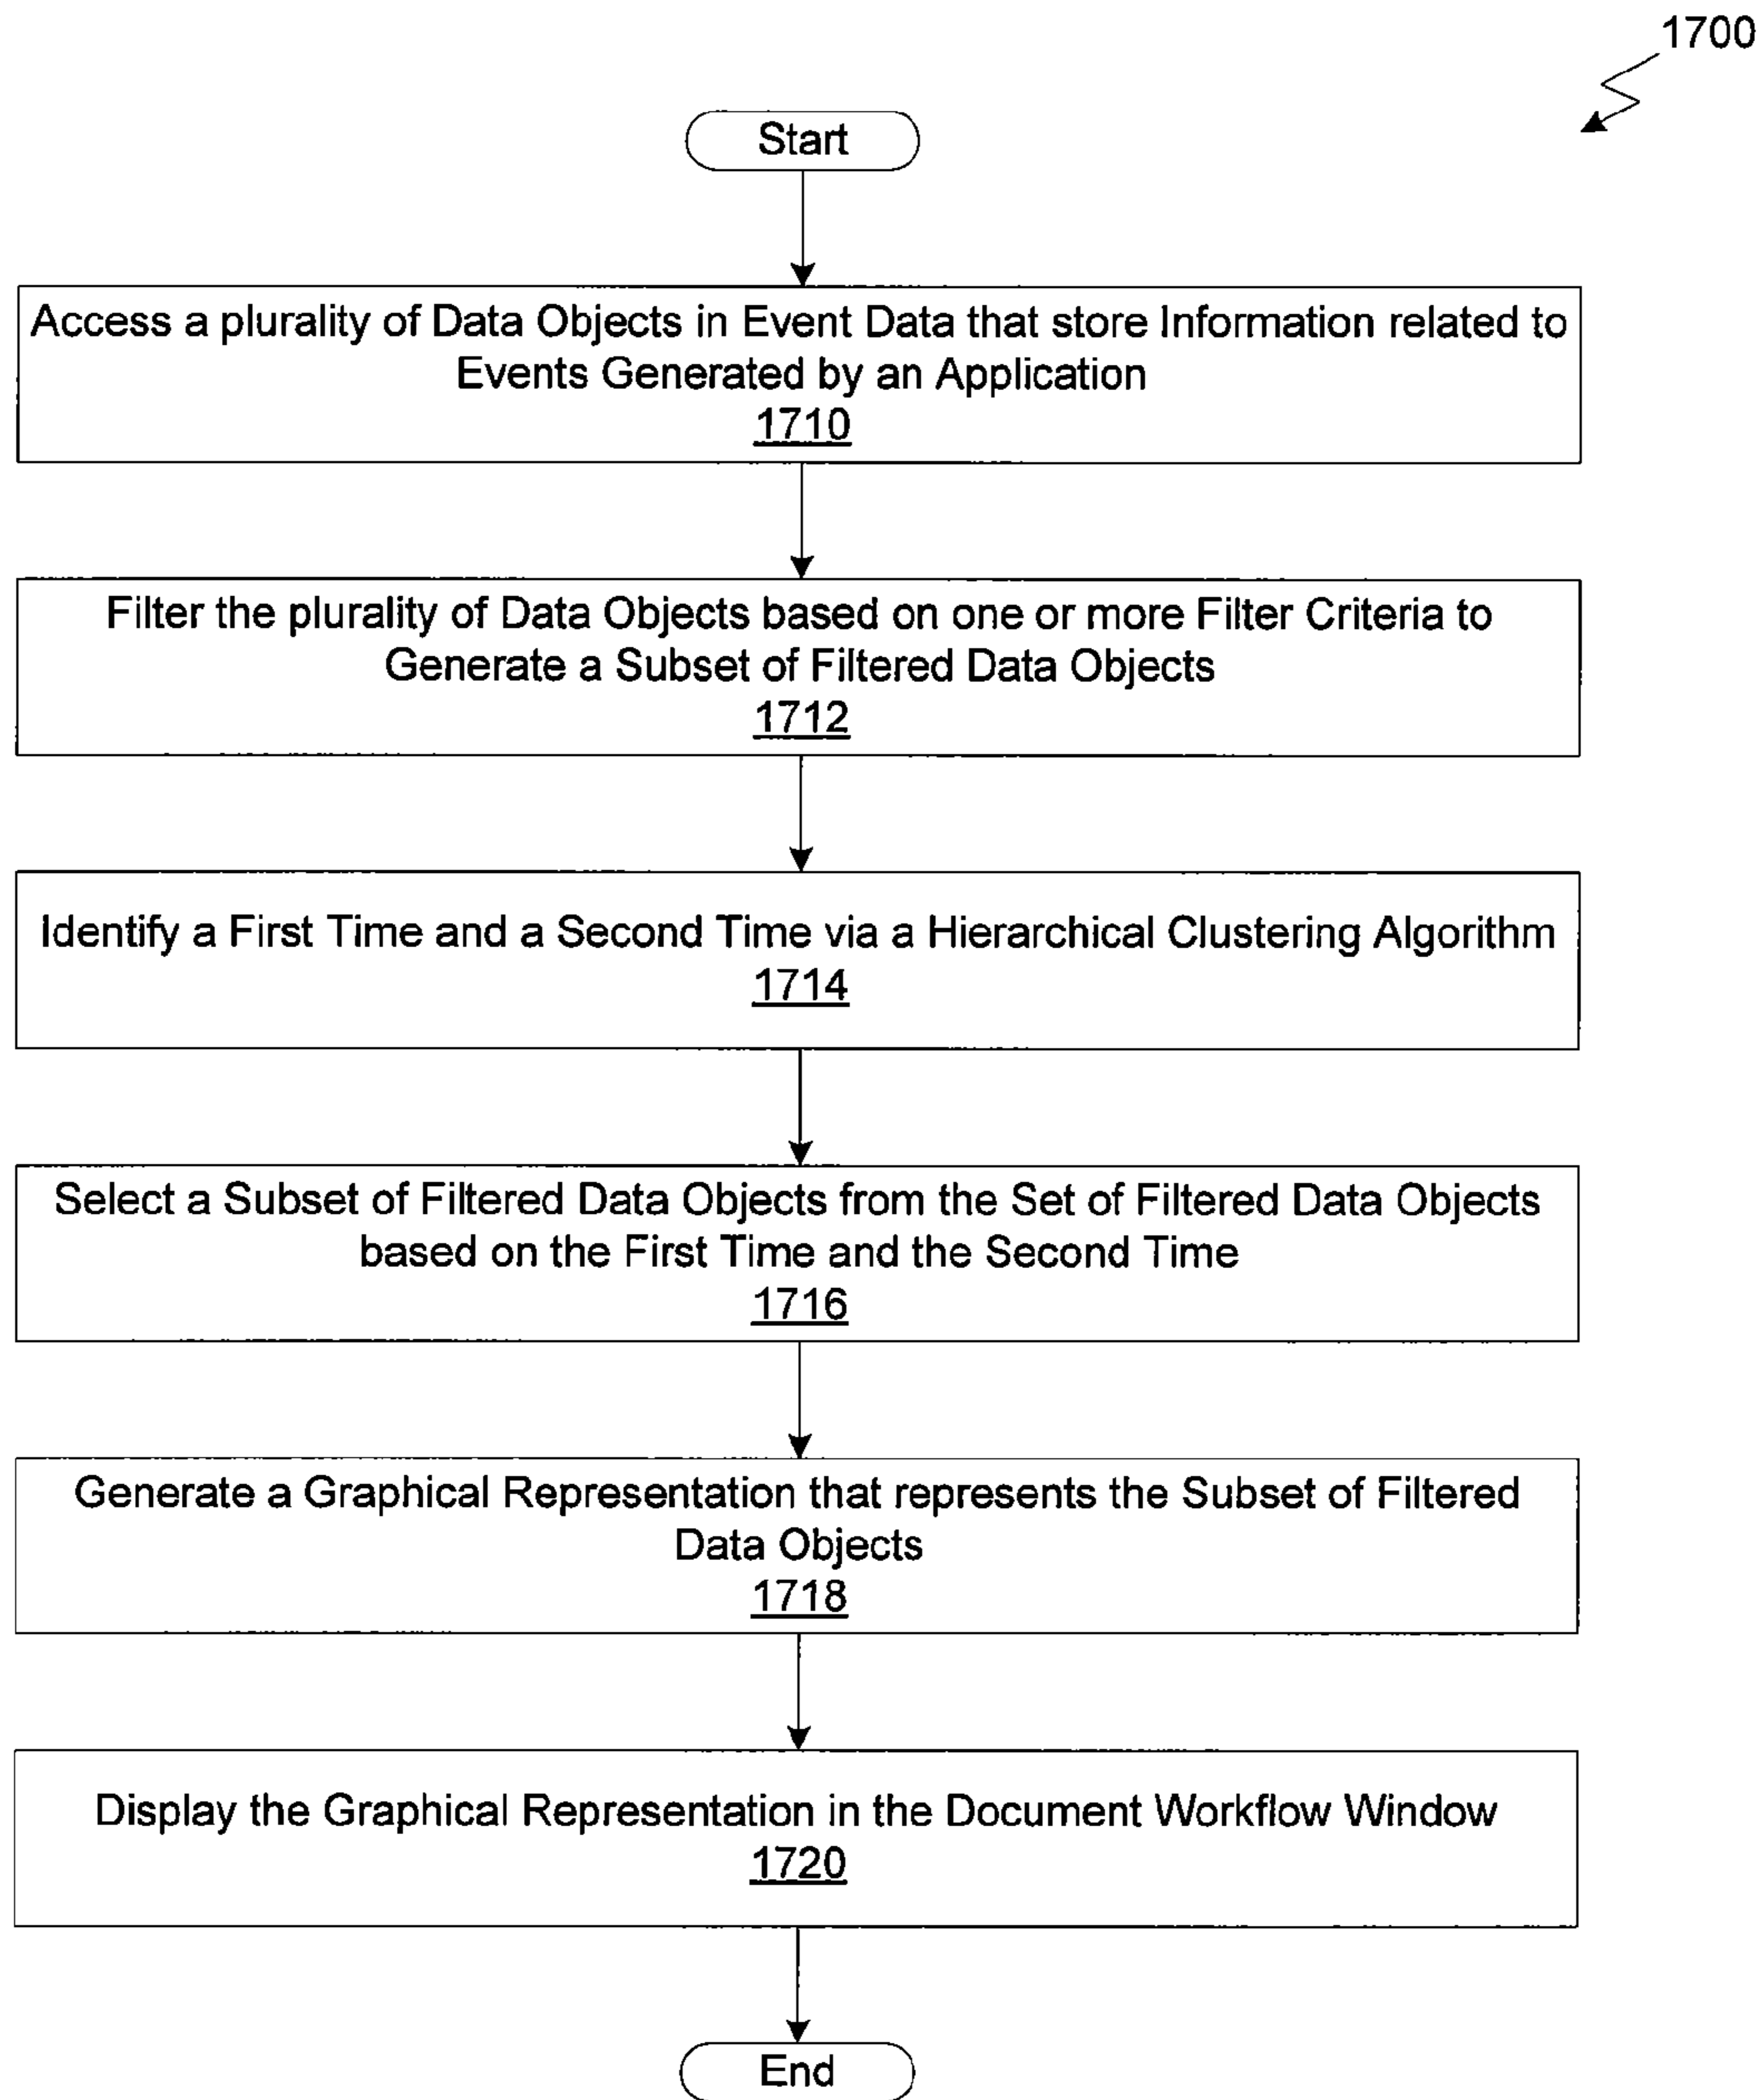 1700
Start
Access a plurality of Data Objects in Event Data that store Information related to
Events Generated by an Application
1710
Filter the plurality of Data Objects based on one or more Filter Criteria to
Generate a Subset of Filtered Data Objects
1712
Identify a First Time and a Second Time via a Hierarchical Clustering Algorithm
1714
Select a Subset of Filtered Data Objects from the Set of Filtered Data Objects
based on the First Time and the Second Time
1716
Generate a Graphical Representation that represents the Subset of Filtered
Data Objects
1718
Display the Graphical Representation in the Document Workflow Window
1720
End